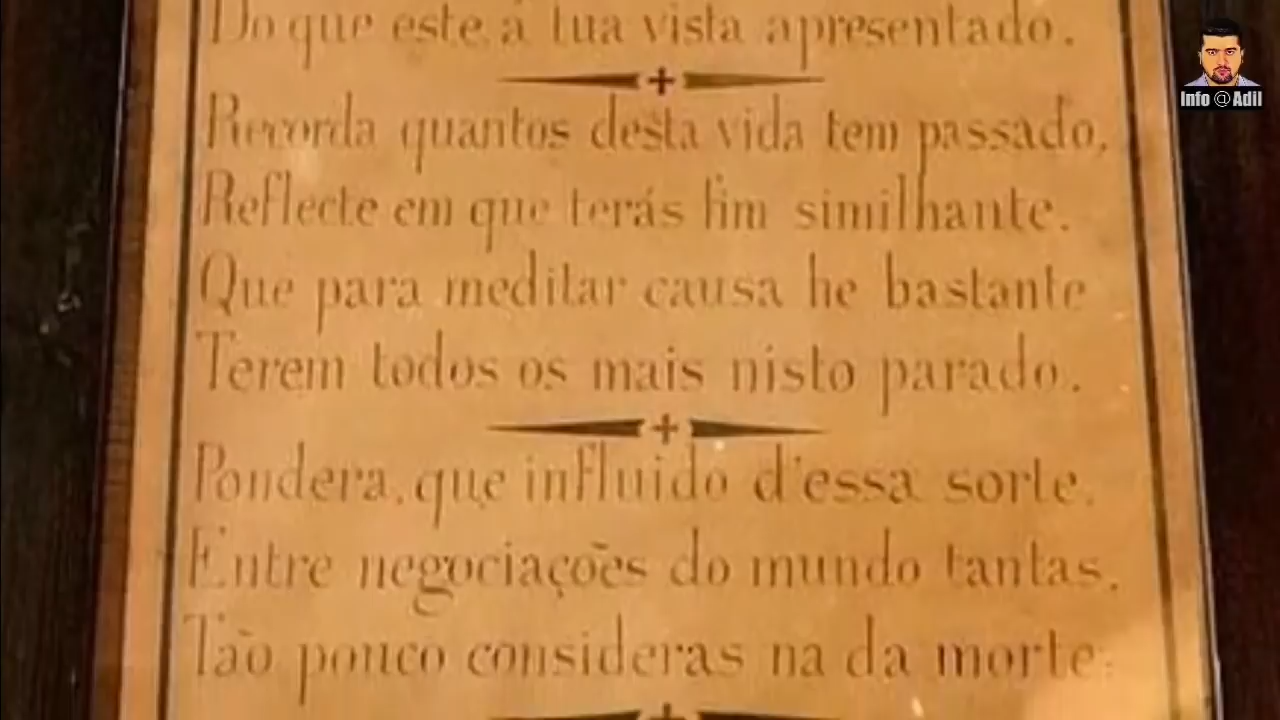 Do que este á tua vista apresentado.
Recorda quantos desta vida tem passado,
Reflecte em que terás fim similhante.
Que para meditar causa he bastante
Terem todos os mais nisto parado.
Pondera, que influido d'essa sorte.
Entre negociações do mundo tantas,
Tão pouco consideras na da morte:
Info @ Adil